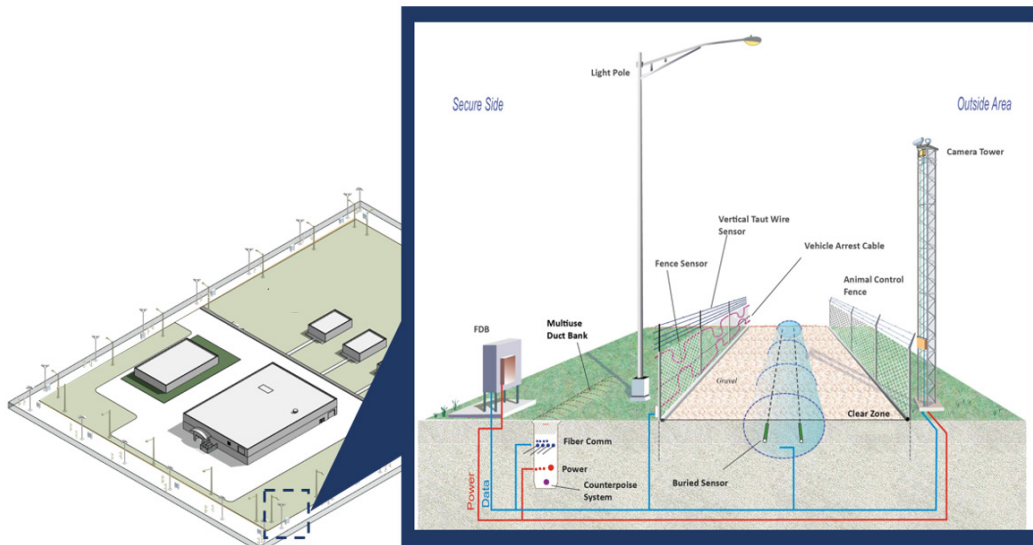 Light Pole
Secure Side
Outside Area
Camera Tower
Vertical Taut Wire
Sensor
Vehicle Arrest Cable
Fence Sensor
Animal Control
Fence
FDB
Multiuse
Duct Bank
Gravel
Clear Zone
Fiber Comm
Power
Counterpoise
System
Buried Sensor
Power
Data